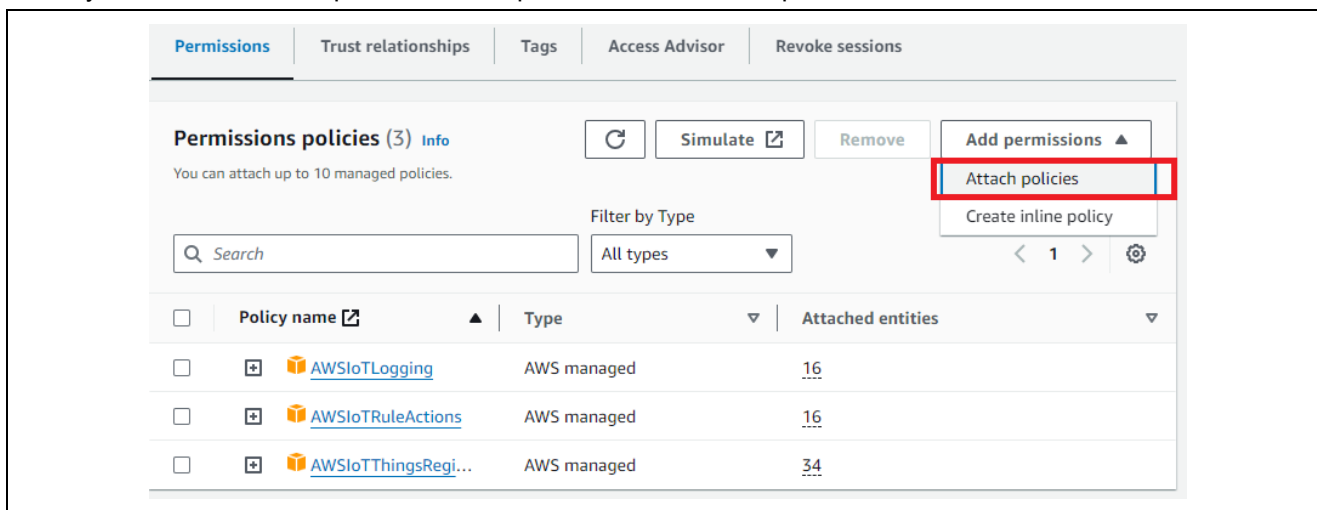 Permissions Trust relationships Tags Access Advisor Revoke sessions
Permissions policies (3) Info Simulate Remove Add permissions
You can attach up to 10 managed policies.
Attach policies
Filter by Type Create inline policy
Search All types 1
Policy name Type Attached entities
AWSIoTLogging AWS managed 16
AWSIoTRuleActions AWS managed 16
AWSIoTThingsRegi... AWS managed 34